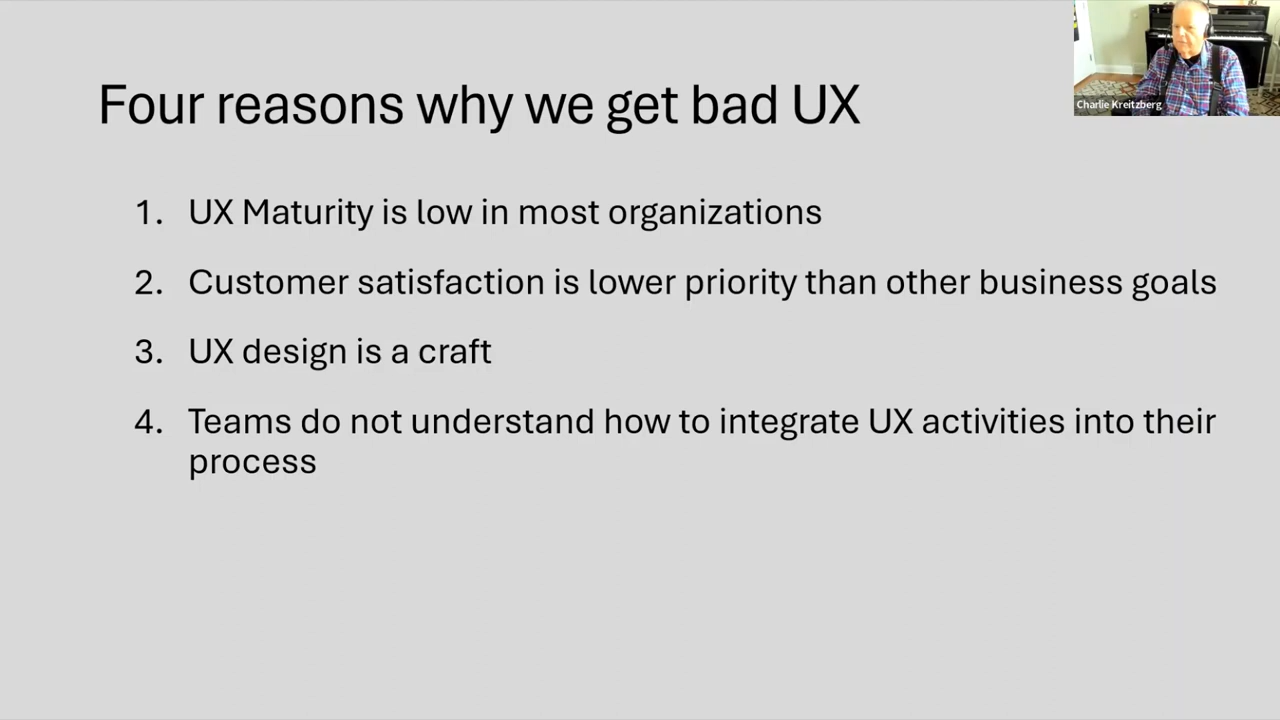 Four reasons why we get bad UX
Charlie Kreitzberg
1. UX Maturity is low in most organizations
2. Customer satisfaction is lower priority than other business goals
3. UX design is a craft
4. Teams do not understand how to integrate UX activities into their
process